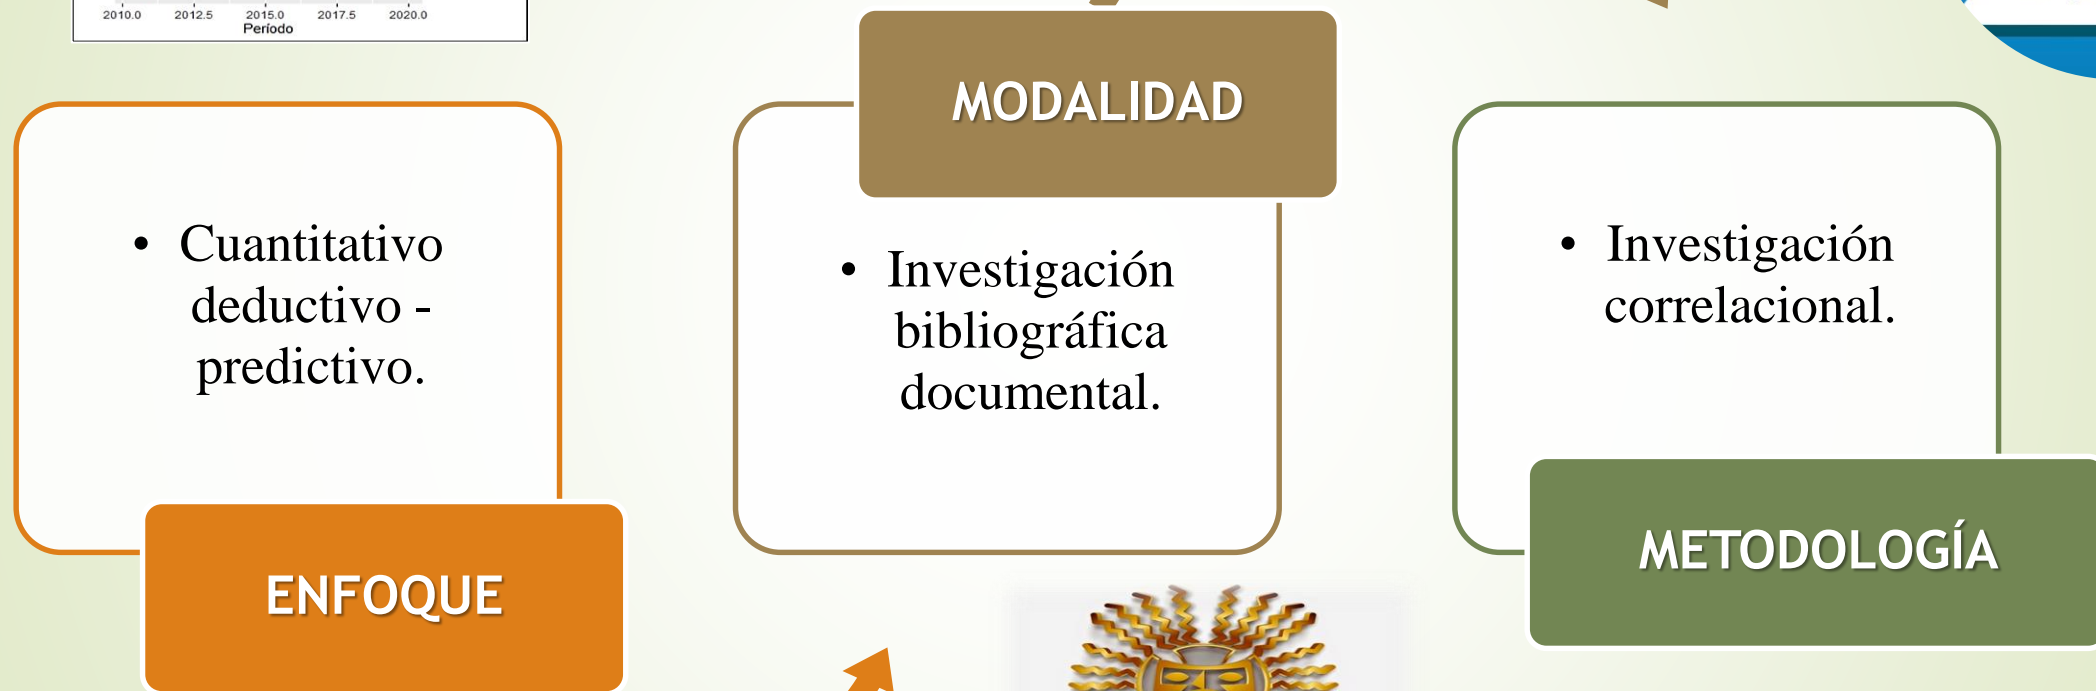 2010.0 2012.5 2015.0 2017.5 2020.0
Período
• Cuantitativo
deductivo -
predictivo.
ENFOQUE
MODALIDAD
• Investigación
bibliográfica
documental.
• Investigación
correlacional.
METODOLOGÍA